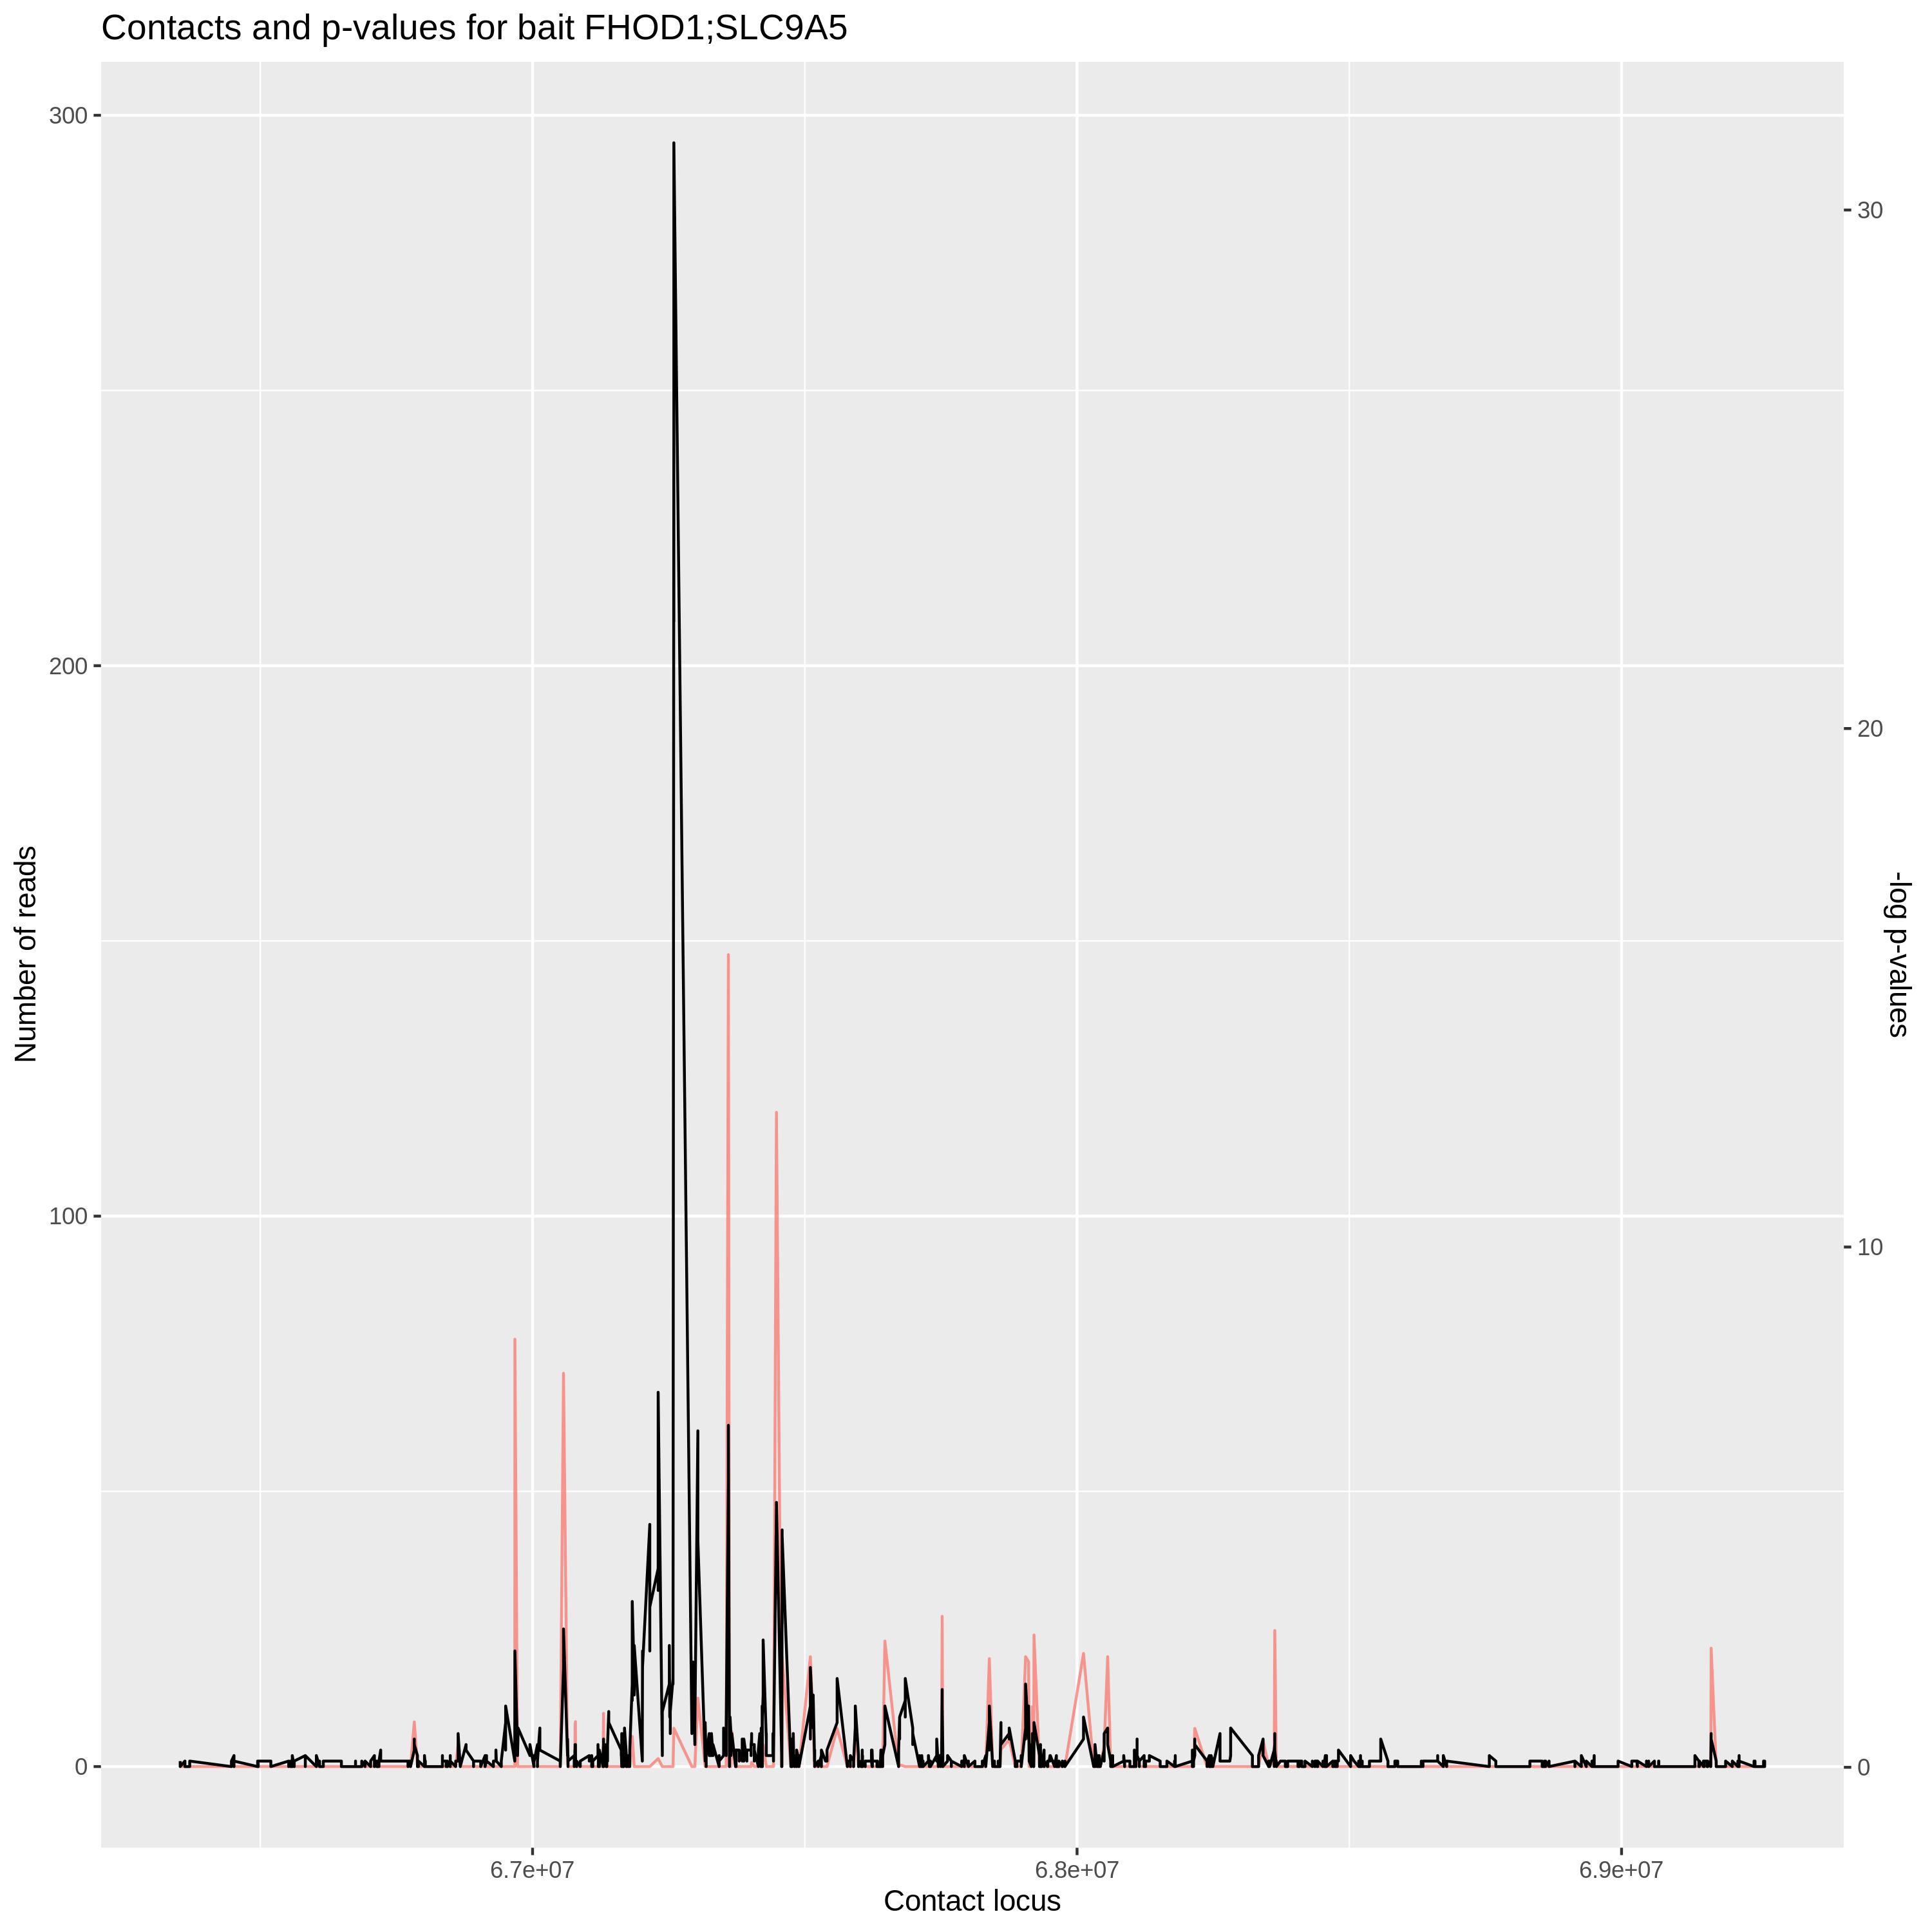 Contacts and p-values for bait FHOD1;SLC9A5
300
200
100
0
Number of reads
30
20
10
0
-log p-values
6.7e+07
6.8e+07
6.9e+07
Contact locus